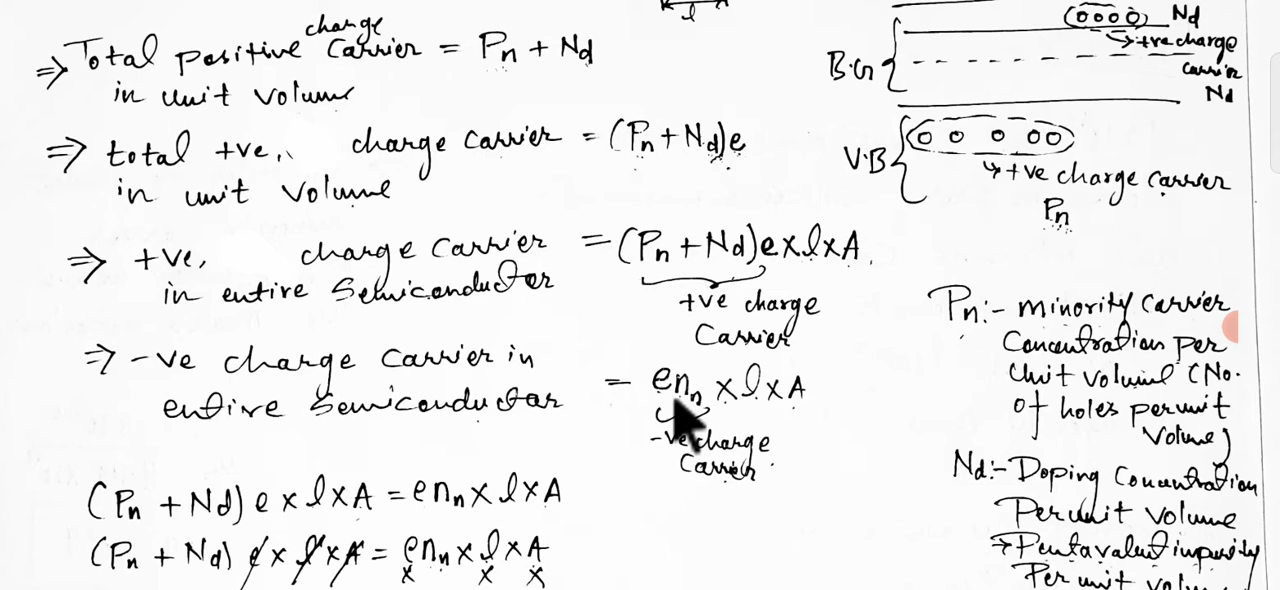 charge
⇒ Total positive Carrier = Pn + Nd
in unit volume
⇒ total +ve, charge carrier = (Pn + Nd)e
in unit volume
⇒ +ve, charge carrier = (Pn + Nd)e x l x A
in entire Semiconductor
+ve charge
Carrier
⇒ -ve charge carrier in
entire Semiconductor
= enn x l x A
-ve charge
Carrier
(Pn + Nd) e x l x A = enn x l x A
(Pn + Nd) e x l x A = enn x l x A
l
Nd
→ +ve charge
carrier
Nd
B.G
V.B
→ +ve charge carrier
Pn
Pn:- minority carrier
Concentration per
Unit volume (No.
of holes per unit
Volume)
Nd:- Doping Concentration
Per unit volume
→ Pentavalent impurity
Per unit